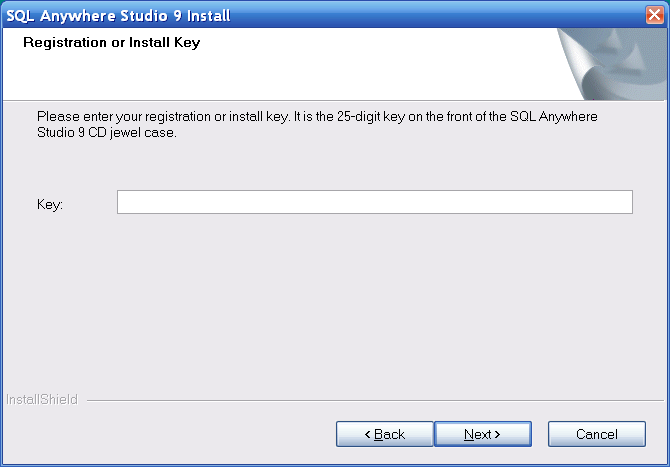 SQL Anywhere Studio 9 Install
Registration or Install Key
Please enter your registration or install key. It is the 25-digit key on the front of the SQL Anywhere
Studio 9 CD jewel case.
Key:
InstallShield
< Back Next > Cancel